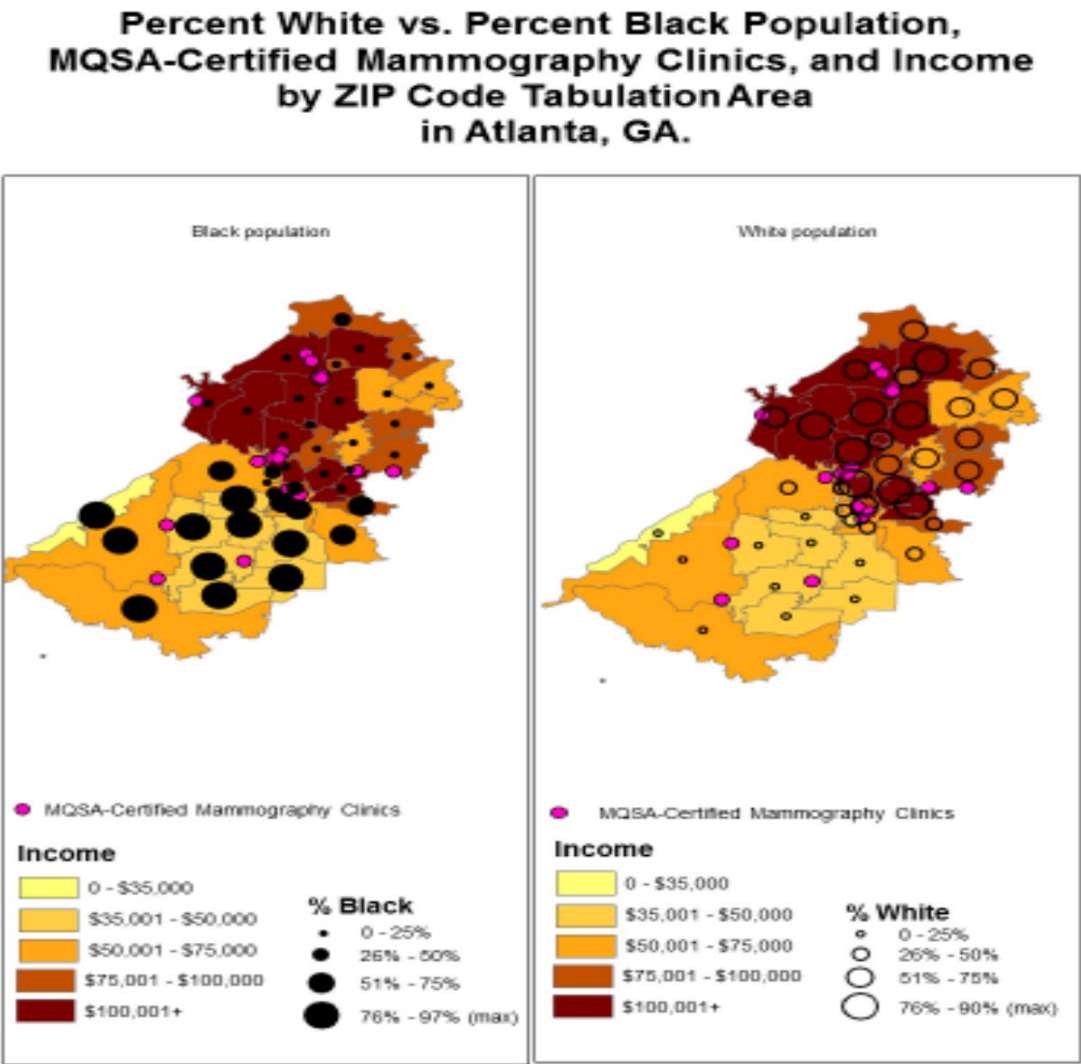 Percent White vs. Percent Black Population,
MQSA-Certified Mammography Clinics, and Income
by ZIP Code Tabulation Area
in Atlanta, GA.
Black population
MQSA-Certified Mammography Clinics
Income
0 - $35,000
$35,001 - $50,000
$50,001 - $75,000
$75,001 - $100,000
$100,001+
% Black
0 - 25%
26% - 50%
51% - 75%
76% - 97% (max)
White population
MQSA-Certified Mammography Clinics
Income
0 - $35,000
$35,001 - $50,000
$50,001 - $75,000
$75,001 - $100,000
$100,001+
% White
0 - 25%
26% - 50%
51% - 75%
76% - 90% (max)